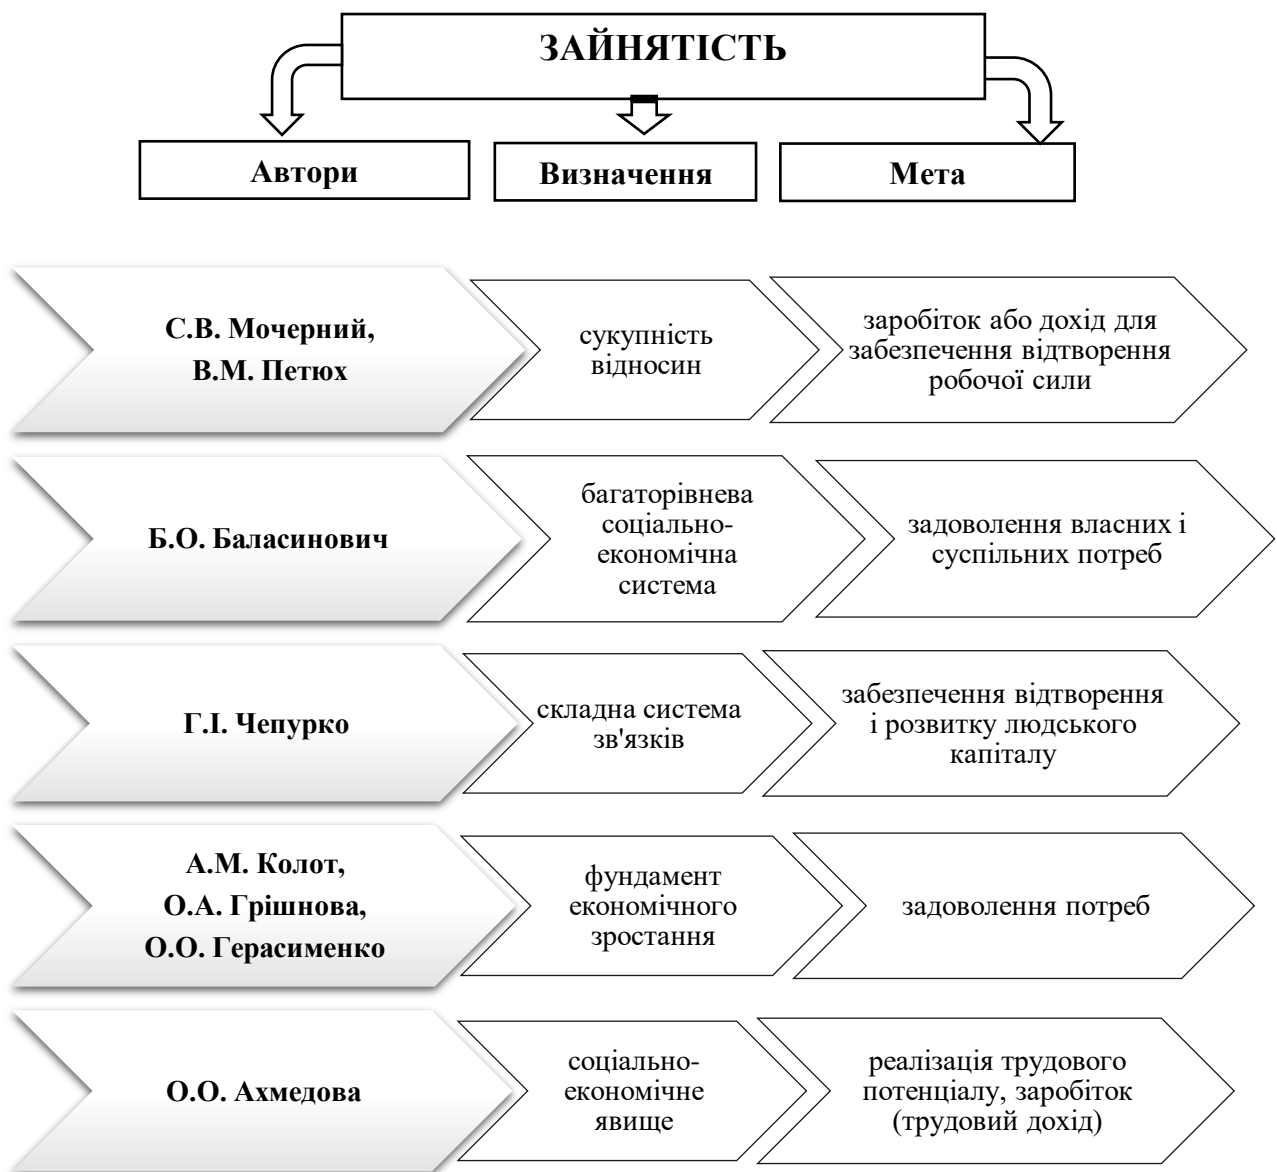 ЗАЙНЯТІСТЬ
Автори
Визначення
Мета
С.В. Мочерний,
В.М. Петюх
сукупність
відносин
заробіток або дохід для
забезпечення відтворення
робочої сили
Б.О. Баласинович
багаторівнева
соціально-
економічна
система
задоволення власних і
суспільних потреб
Г.І. Чепурко
складна система
зв'язків
забезпечення відтворення
і розвитку людського
капіталу
А.М. Колот,
О.А. Грішнова,
О.О. Герасименко
фундамент
економічного
зростання
задоволення потреб
О.О. Ахмедова
соціально-
економічне
явище
реалізація трудового
потенціалу, заробіток
(трудовий дохід)